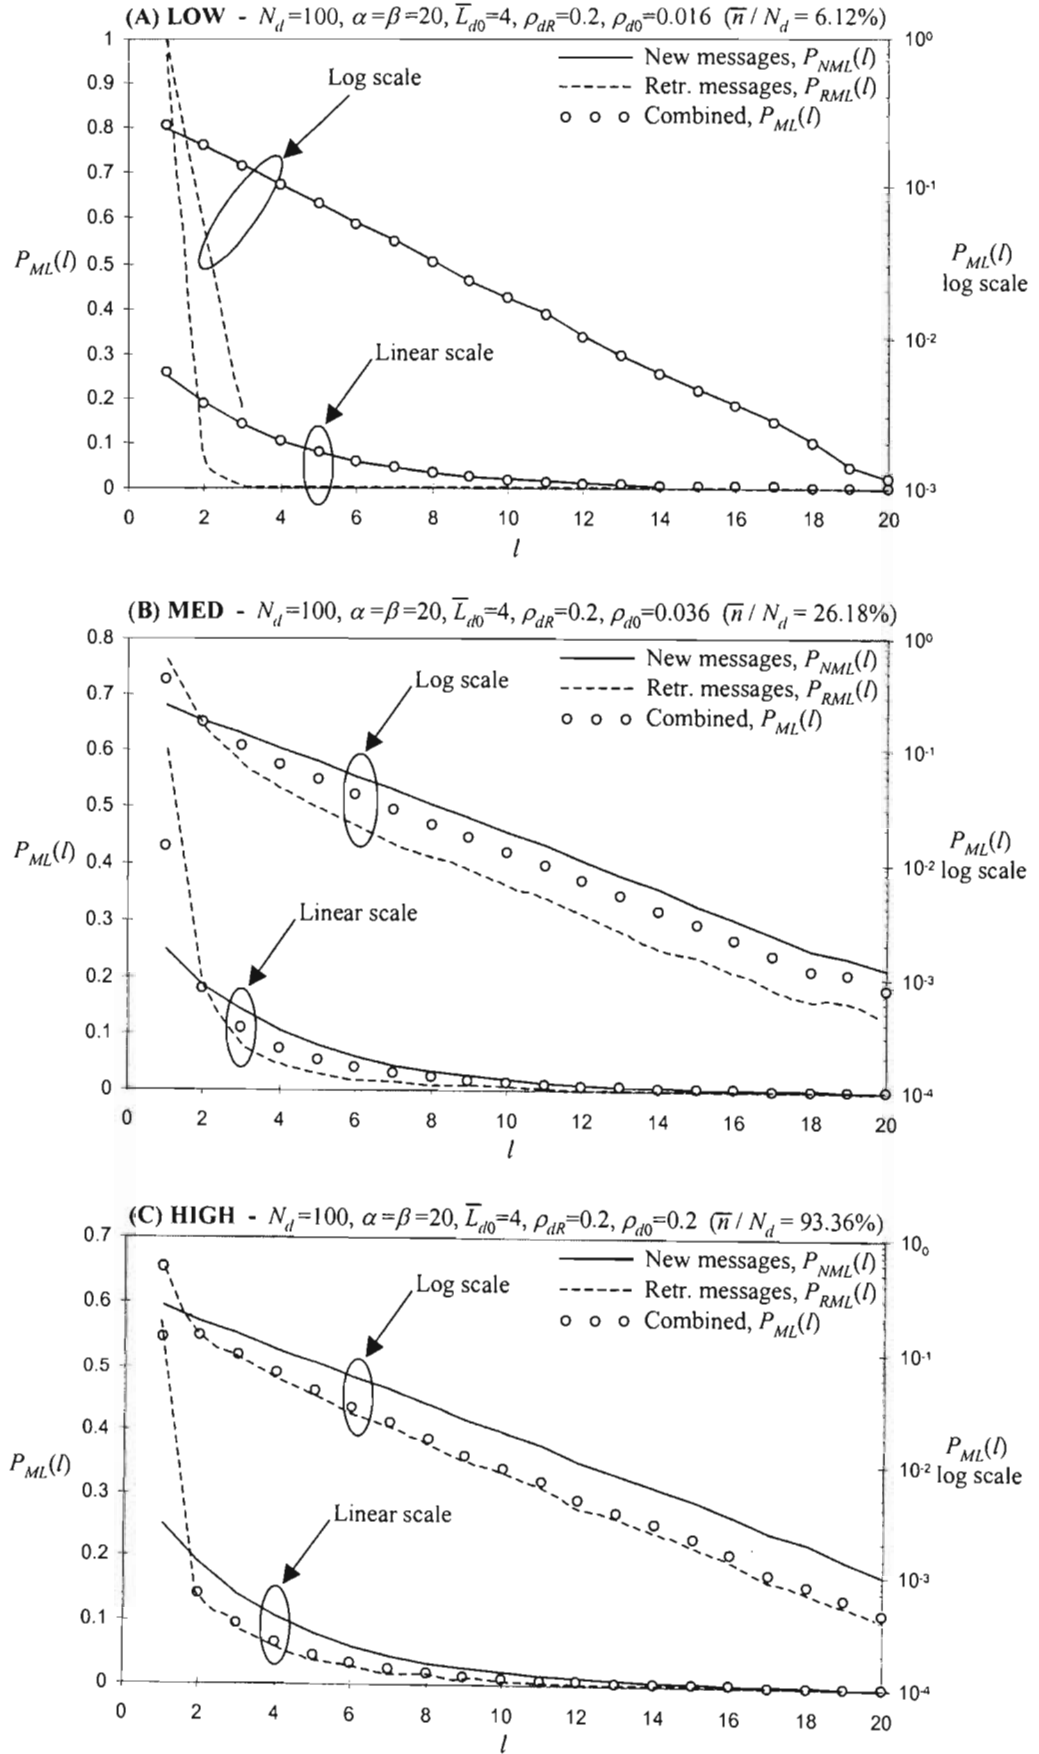 (A) LOW - N_d=100, α=β=20, L̅_d0=4, ρ_dR=0.2, ρ_d0=0.016 (n̅ / N_d = 6.12%)
New messages, P_NML(l)
Retr. messages, P_RML(l)
Combined, P_ML(l)
Log scale
Linear scale
1
0.9
0.8
0.7
0.6
0.5
0.4
0.3
0.2
0.1
0
P_ML(l)
10⁰
10⁻¹
10⁻²
10⁻³
P_ML(l)
log scale
0 2 4 6 8 10 12 14 16 18 20
l
(B) MED - N_d=100, α=β=20, L̅_d0=4, ρ_dR=0.2, ρ_d0=0.036 (n̅ / N_d = 26.18%)
New messages, P_NML(l)
Retr. messages, P_RML(l)
Combined, P_ML(l)
Log scale
Linear scale
0.8
0.7
0.6
0.5
0.4
0.3
0.2
0.1
0
P_ML(l)
10⁰
10⁻¹
10⁻²
10⁻³
10⁻⁴
P_ML(l)
log scale
0 2 4 6 8 10 12 14 16 18 20
l
(C) HIGH - N_d=100, α=β=20, L̅_d0=4, ρ_dR=0.2, ρ_d0=0.2 (n̅ / N_d = 93.36%)
New messages, P_NML(l)
Retr. messages, P_RML(l)
Combined, P_ML(l)
Log scale
Linear scale
0.7
0.6
0.5
0.4
0.3
0.2
0.1
0
P_ML(l)
10₀
10⁻¹
10⁻²
10⁻³
10⁻⁴
P_ML(l)
log scale
0 2 4 6 8 10 12 14 16 18 20
l